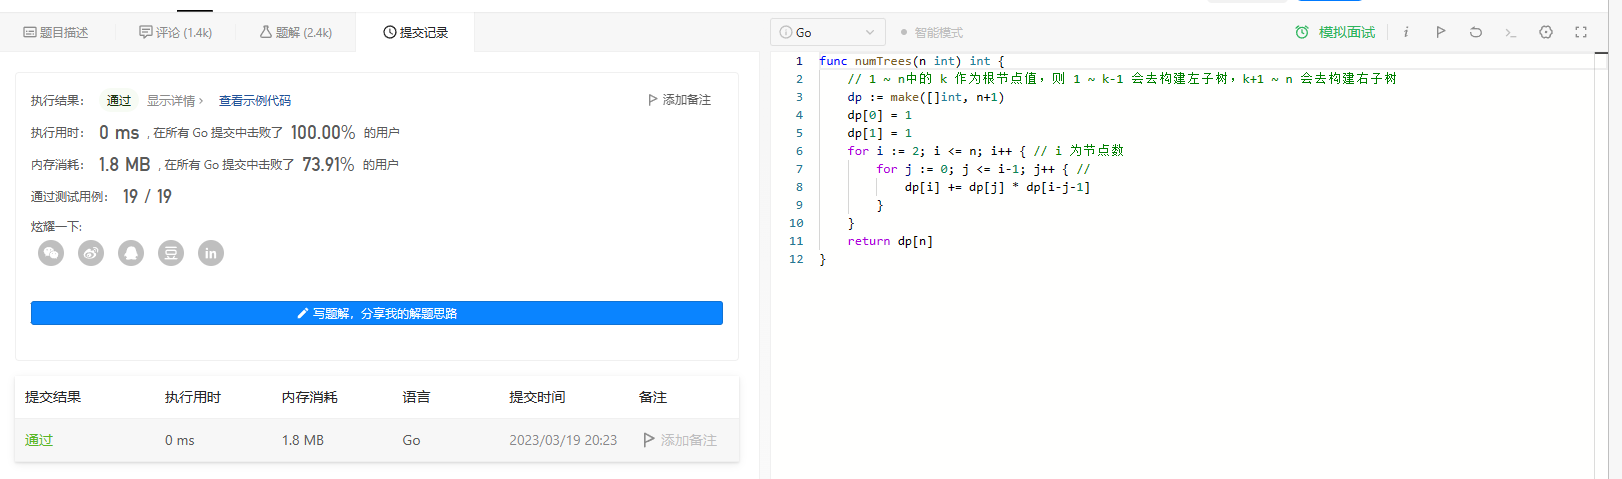 题目描述 评论 (1.4k) 题解 (2.4k) 提交记录
执行结果： 通过 显示详情 › 查看示例代码 添加备注
执行用时： 0 ms , 在所有 Go 提交中击败了 100.00% 的用户
内存消耗： 1.8 MB , 在所有 Go 提交中击败了 73.91% 的用户
通过测试用例： 19 / 19
炫耀一下:
豆 in
写题解，分享我的解题思路
提交结果 执行用时 内存消耗 语言 提交时间 备注
通过 0 ms 1.8 MB Go 2023/03/19 20:23 添加备注
Go 智能模式 模拟面试 i
1 func numTrees(n int) int {
2 // 1 ~ n中的 k 作为根节点值，则 1 ~ k-1 会去构建左子树，k+1 ~ n 会去构建右子树
3 dp := make([]int, n+1)
4 dp[0] = 1
5 dp[1] = 1
6 for i := 2; i <= n; i++ { // i 为节点数
7 for j := 0; j <= i-1; j++ { //
8 dp[i] += dp[j] * dp[i-j-1]
9 }
10 }
11 return dp[n]
12 }